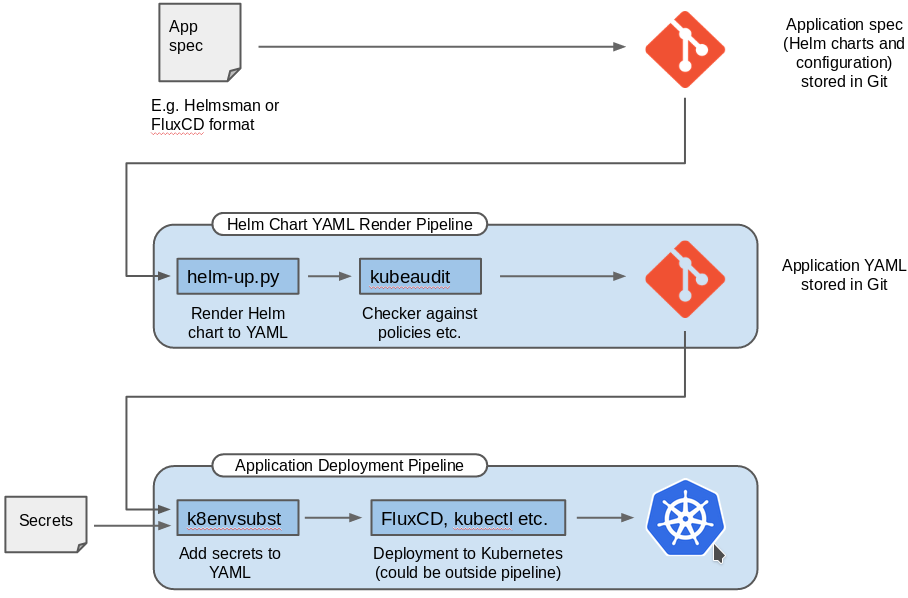 App
spec
Application spec
(Helm charts and
configuration)
stored in Git
E.g. Helmsman or
FluxCD format
Helm Chart YAML Render Pipeline
helm-up.py
kubeaudit
Application YAML
stored in Git
Render Helm
chart to YAML
Checker against
policies etc.
Application Deployment Pipeline
Secrets
k8envsubst
FluxCD, kubectl etc.
Add secrets to
YAML
Deployment to Kubernetes
(could be outside pipeline)